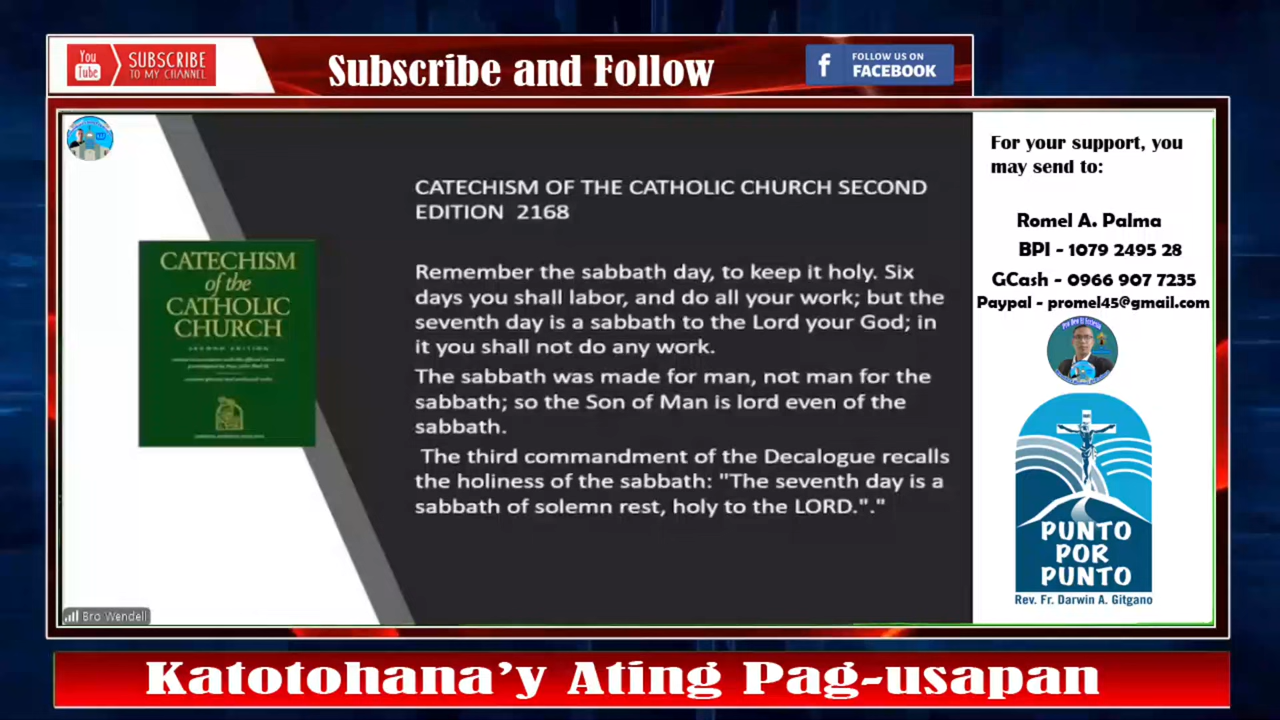 You Tube
SUBSCRIBE
TO MY CHANNEL
Subscribe and Follow
f
FOLLOW US ON
FACEBOOK
CATECHISM OF THE CATHOLIC CHURCH SECOND
EDITION 2168
Remember the sabbath day, to keep it holy. Six
days you shall labor, and do all your work; but the
seventh day is a sabbath to the Lord your God; in
it you shall not do any work.
The sabbath was made for man, not man for the
sabbath; so the Son of Man is lord even of the
sabbath.
The third commandment of the Decalogue recalls
the holiness of the sabbath: "The seventh day is a
sabbath of solemn rest, holy to the LORD."."
CATECHISM
of the
CATHOLIC
CHURCH
SECOND EDITION
Bro Wendell
For your support, you
may send to:
Romel A. Palma
BPI - 1079 2495 28
GCash - 0966 907 7235
Paypal - promel45@gmail.com
PUNTO
POR
PUNTO
Rev. Fr. Darwin A. Gitgano
Katotohana’y Ating Pag-usapan